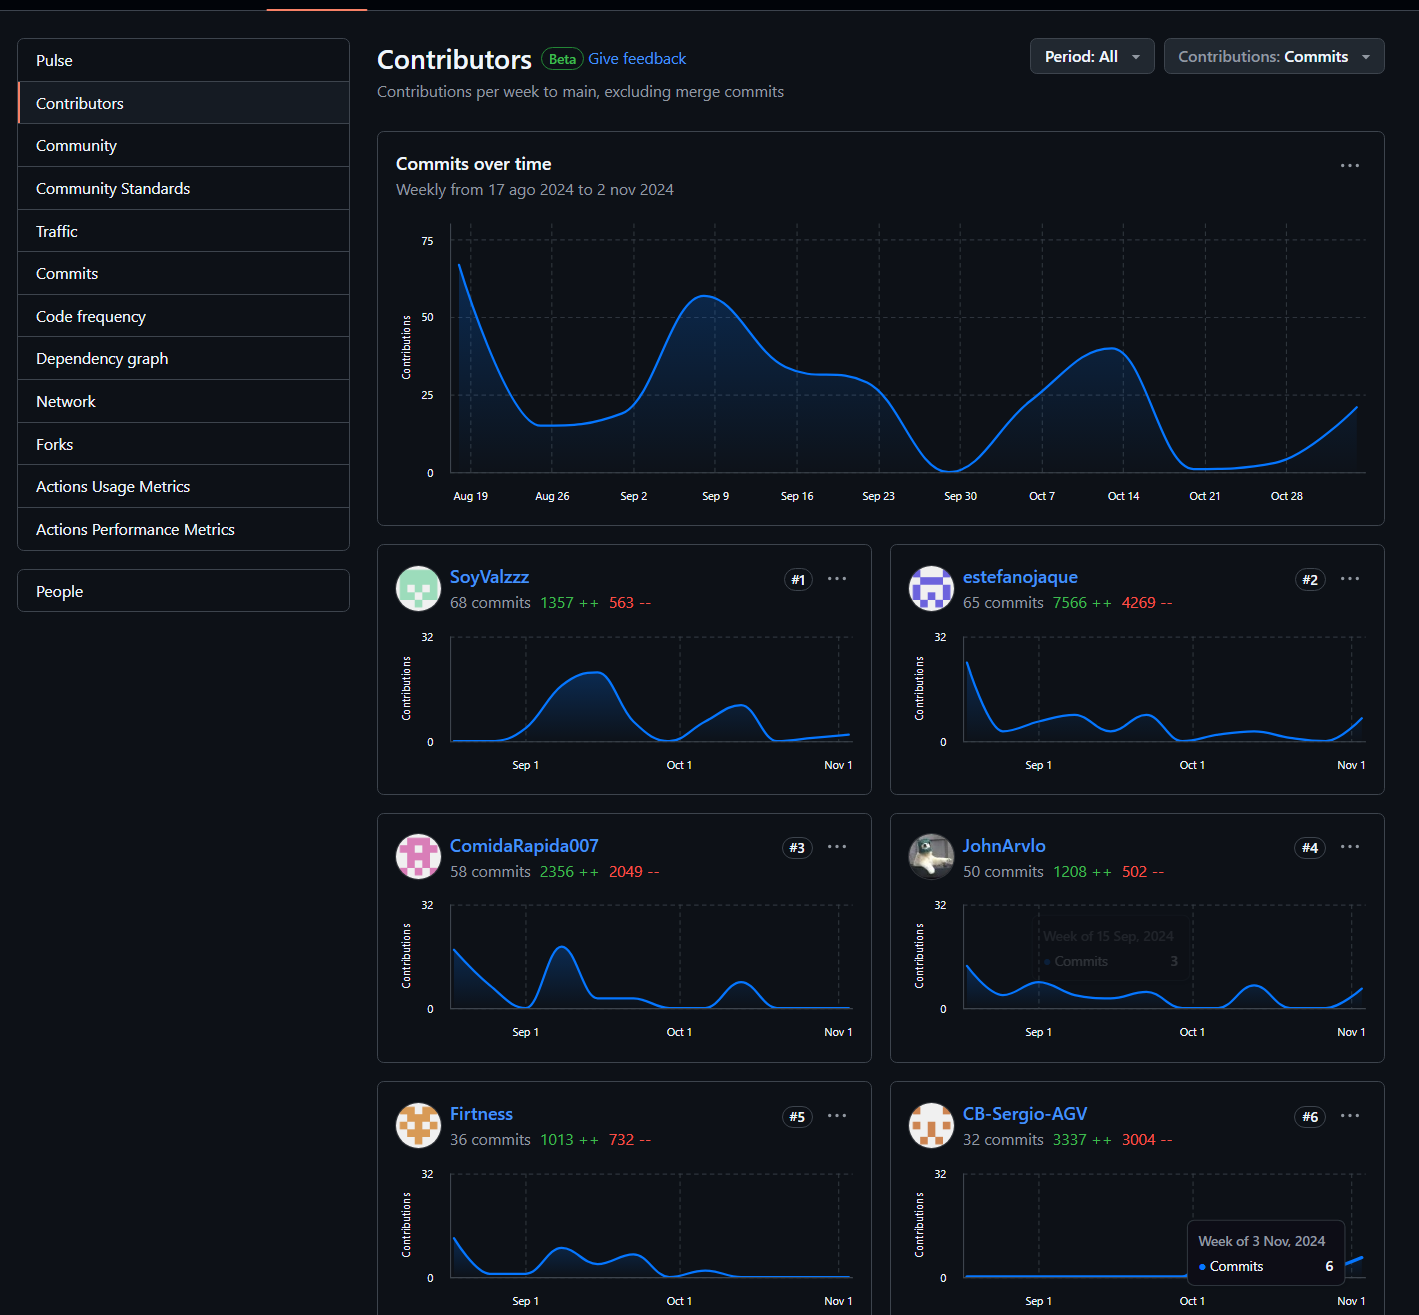 Pulse
Contributors
Community
Community Standards
Traffic
Commits
Code frequency
Dependency graph
Network
Forks
Actions Usage Metrics
Actions Performance Metrics
People
Contributors Beta Give feedback
Period: All
Contributions: Commits
Contributions per week to main, excluding merge commits
Commits over time
Weekly from 17 ago 2024 to 2 nov 2024
Contributions
75
50
25
0
Aug 19 Aug 26 Sep 2 Sep 9 Sep 16 Sep 23 Sep 30 Oct 7 Oct 14 Oct 21 Oct 28
SoyValzzz #1
68 commits 1357 ++ 563 --
Contributions
32
0
Sep 1 Oct 1 Nov 1
estefanojaque #2
65 commits 7566 ++ 4269 --
Contributions
32
0
Sep 1 Oct 1 Nov 1
ComidaRapida007 #3
58 commits 2356 ++ 2049 --
Contributions
32
0
Sep 1 Oct 1 Nov 1
JohnArvlo #4
50 commits 1208 ++ 502 --
Contributions
32
Week of 15 Sep, 2024
Commits 3
0
Sep 1 Oct 1 Nov 1
Firtness #5
36 commits 1013 ++ 732 --
Contributions
32
0
Sep 1 Oct 1 Nov 1
CB-Sergio-AGV #6
32 commits 3337 ++ 3004 --
Contributions
32
Week of 3 Nov, 2024
Commits 6
0
Sep 1 Oct 1 Nov 1